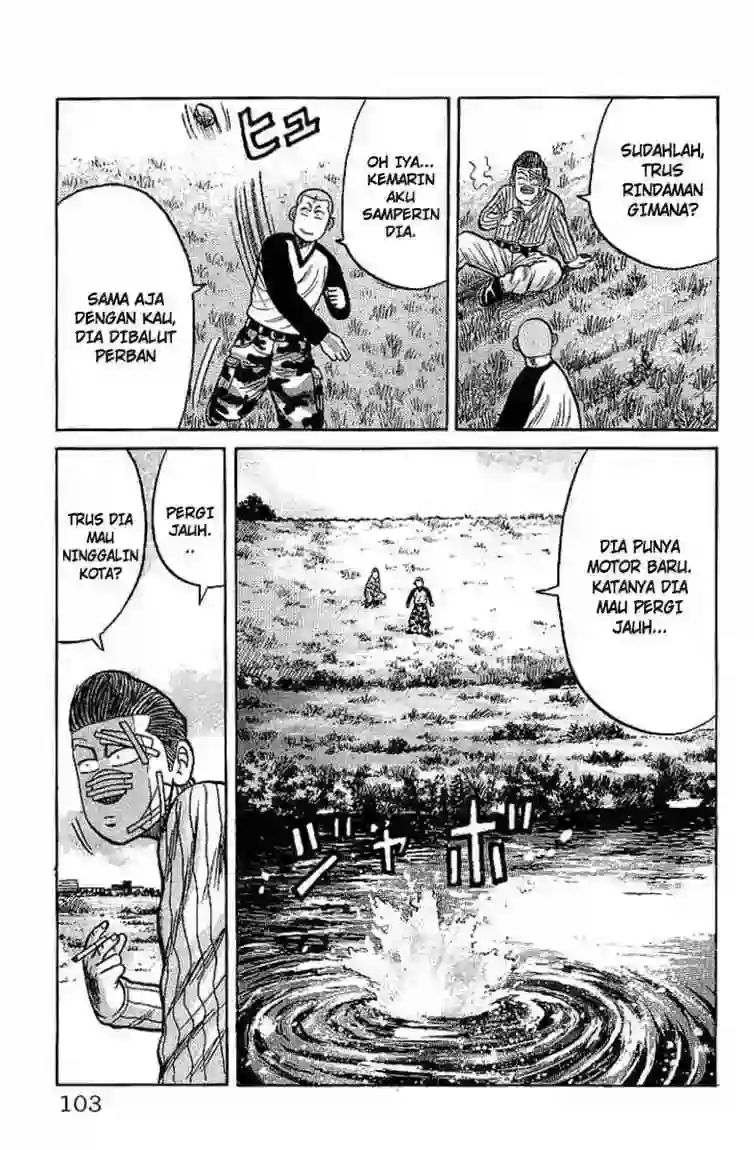 SUDAHLAH,
TRUS
RINDAMAN
GIMANA?
OH IYA...
KEMARIN
AKU
SAMPERIN
DIA.
ヒュ
SAMA AJA
DENGAN KAU,
DIA DIBALUT
PERBAN
DIA PUNYA
MOTOR BARU.
KATANYA DIA
MAU PERGI
JAUH...
ジャボ
PERGI
JAUH.
..
TRUS DIA
MAU
NINGGALIN
KOTA?
103